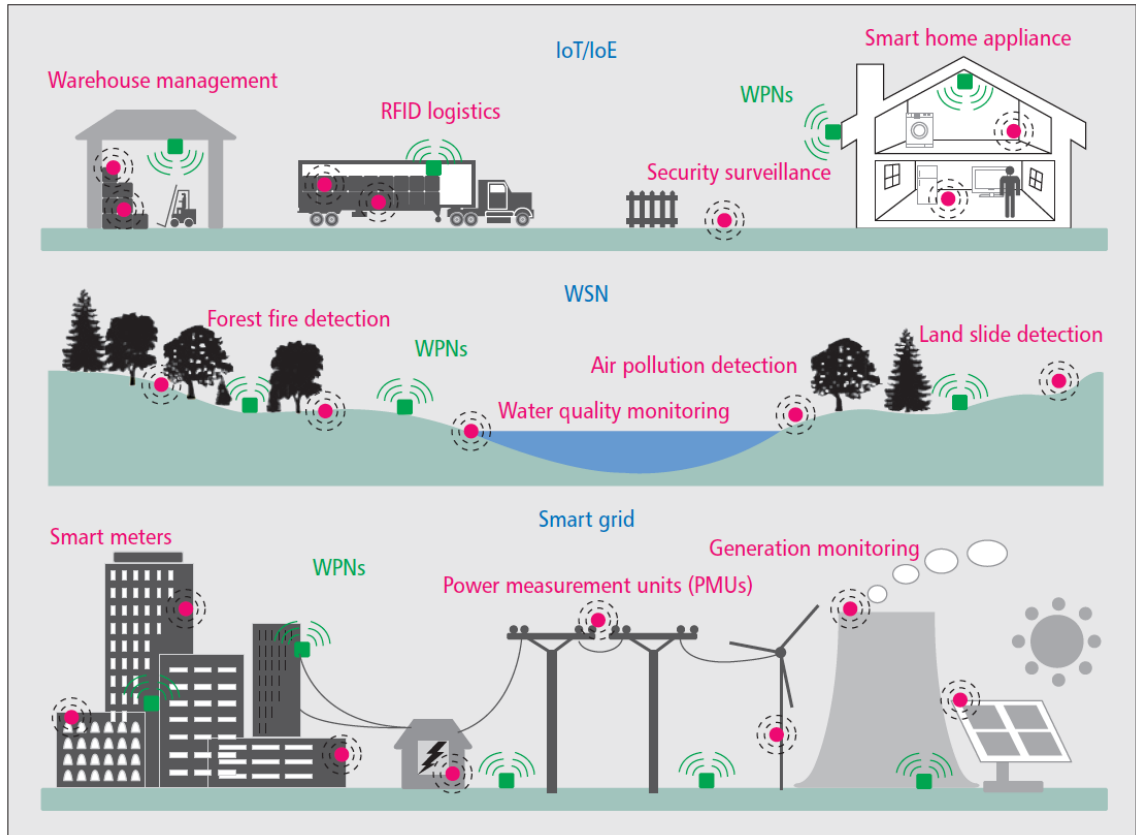 IoT/IoE
Smart home appliance
Warehouse management
WPNs
RFID logistics
Security surveillance
WSN
Forest fire detection
Land slide detection
WPNs
Air pollution detection
Water quality monitoring
Smart grid
Smart meters
Generation monitoring
WPNs
Power measurement units (PMUs)